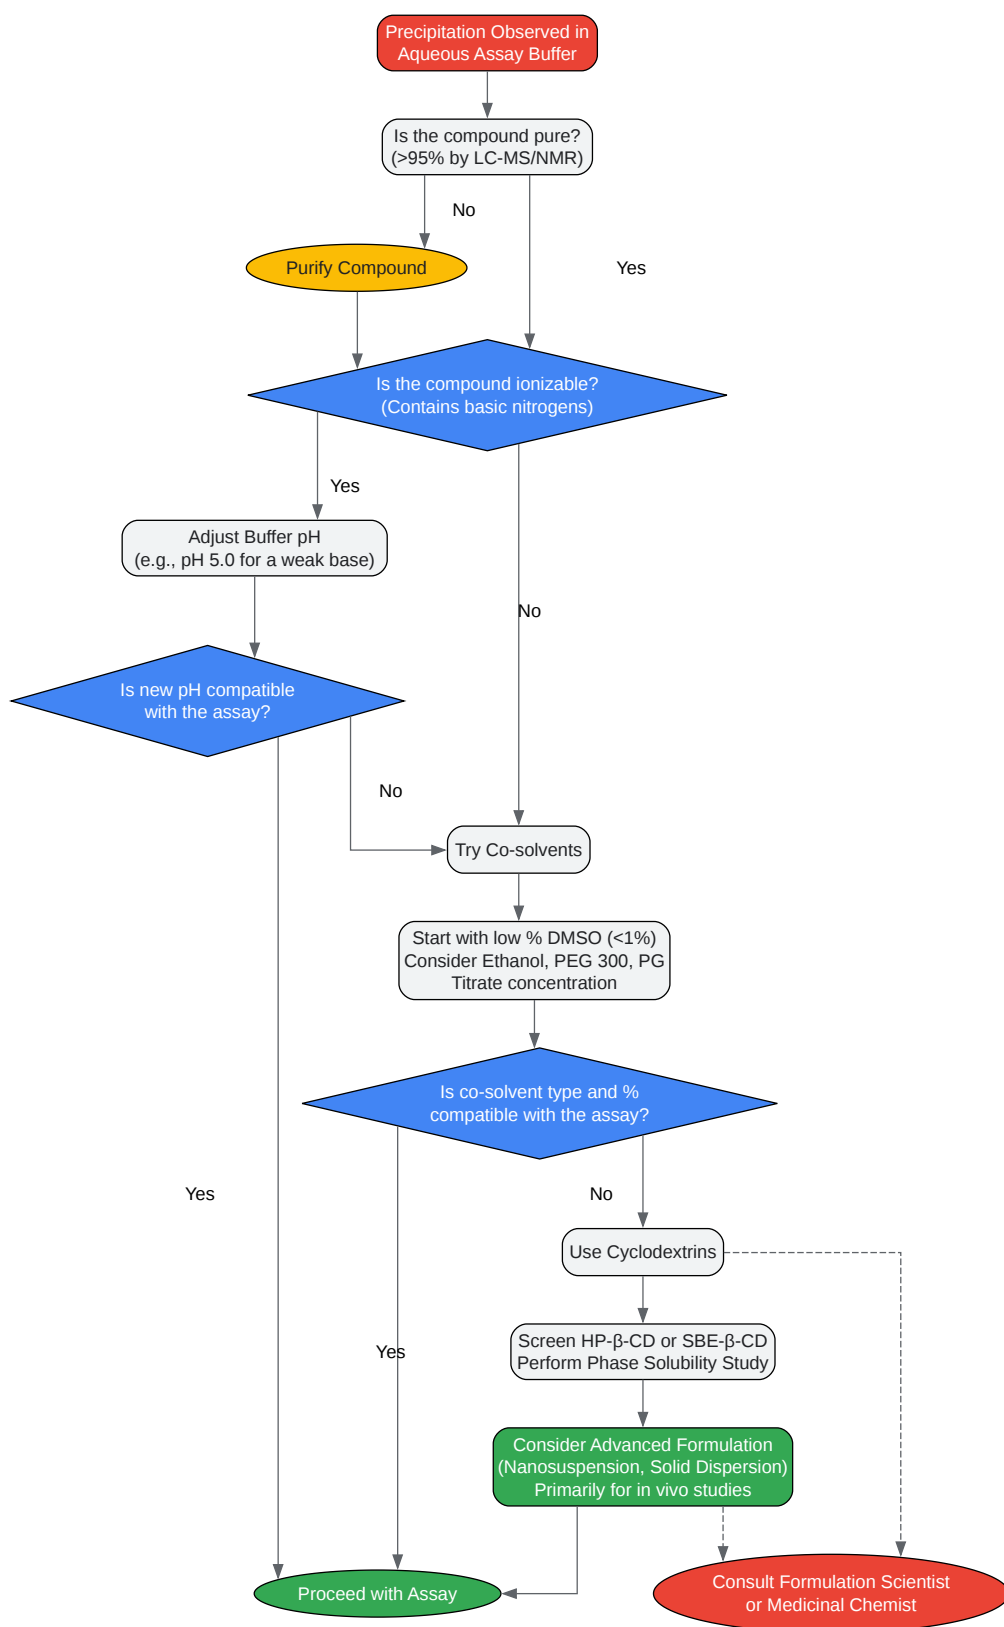 Precipitation Observed in
Aqueous Assay Buffer
Is the compound pure?
(>95% by LC-MS/NMR)
No
Purify Compound
Yes
Is the compound ionizable?
(Contains basic nitrogens)
Yes
Adjust Buffer pH
(e.g., pH 5.0 for a weak base)
No
Is new pH compatible
with the assay?
No
Try Co-solvents
Start with low % DMSO (<1%)
Consider Ethanol, PEG 300, PG
Titrate concentration
Is co-solvent type and %
compatible with the assay?
Yes
No
Use Cyclodextrins
Screen HP-β-CD or SBE-β-CD
Perform Phase Solubility Study
Yes
Consider Advanced Formulation
(Nanosuspension, Solid Dispersion)
Primarily for in vivo studies
Proceed with Assay
Consult Formulation Scientist
or Medicinal Chemist